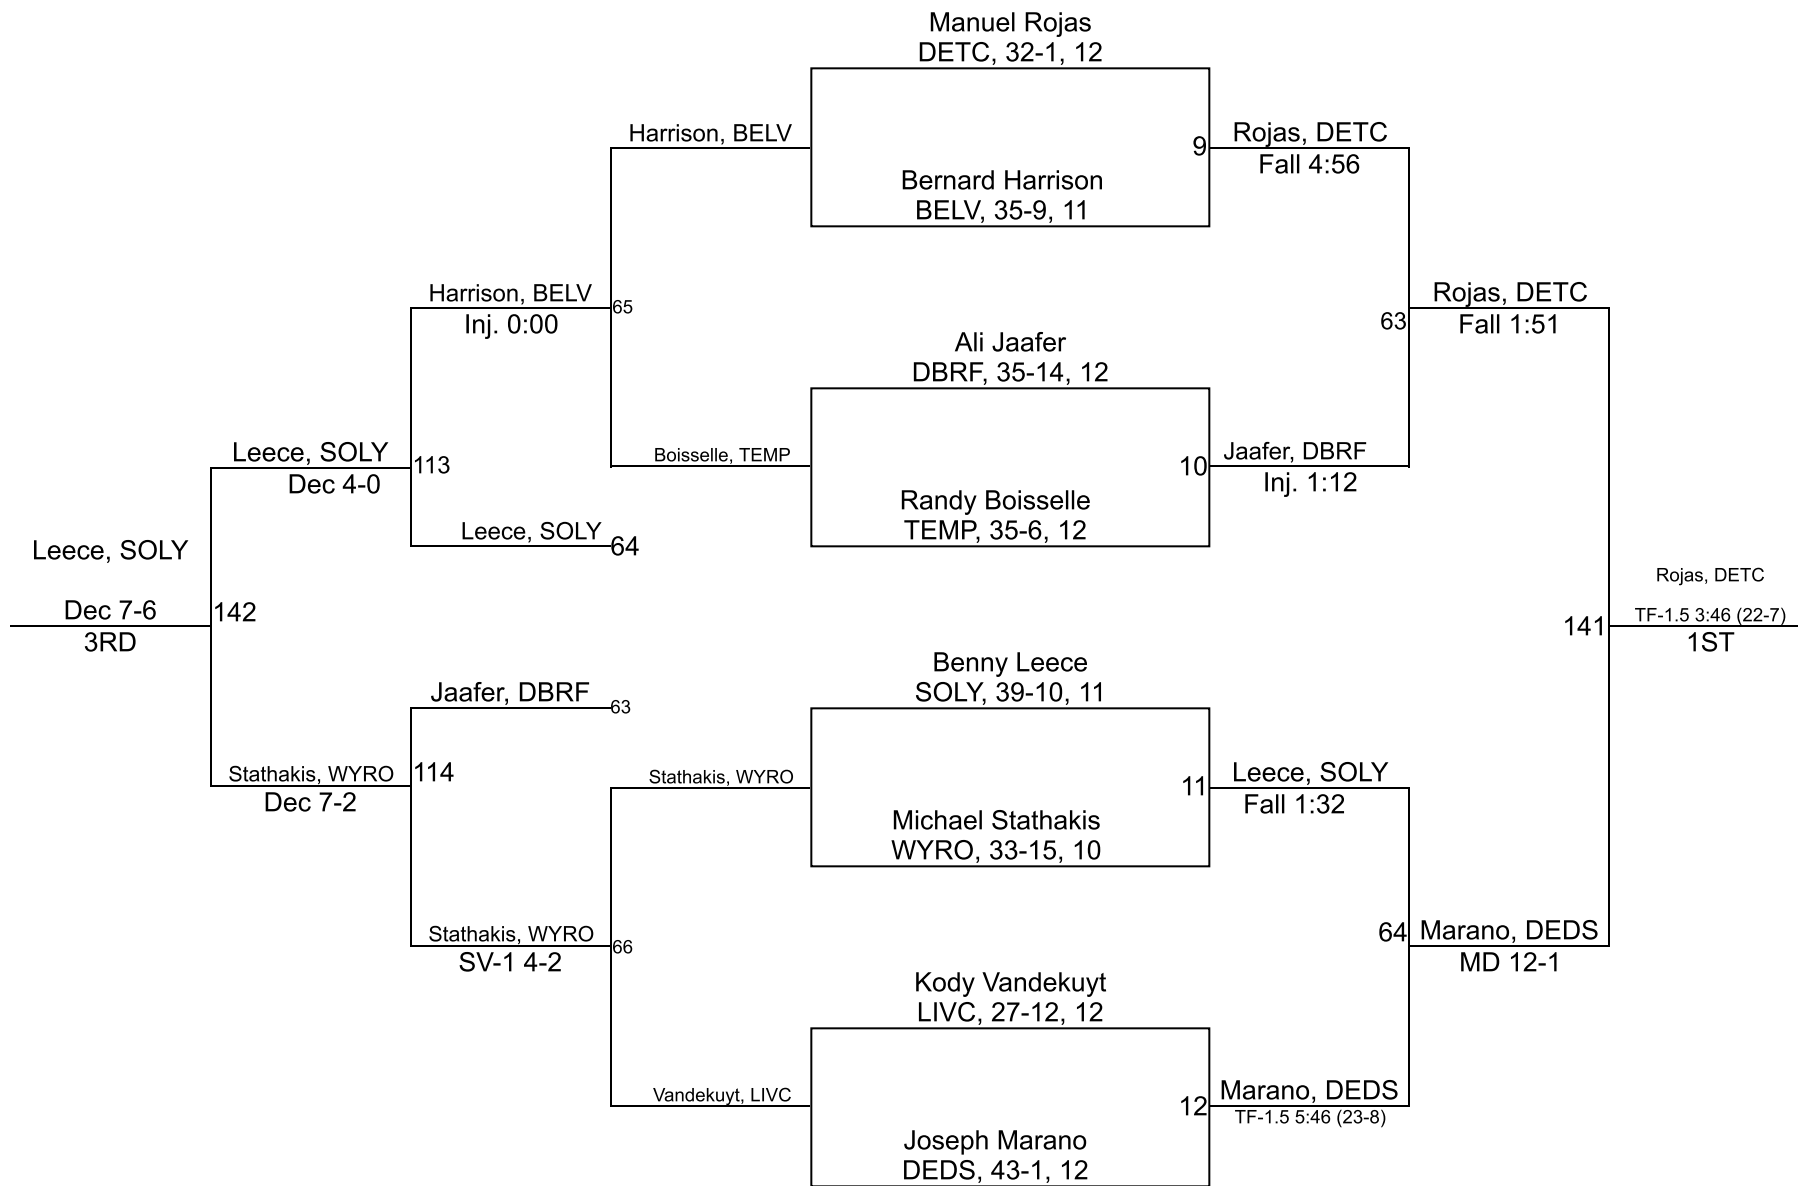 Manuel Rojas
DETC, 32-1, 12
Harrison, BELV
9
Rojas, DETC
Fall 4:56
Bernard Harrison
BELV, 35-9, 11
Harrison, BELV
Inj. 0:00
65
Rojas, DETC
Fall 1:51
63
Ali Jaafer
DBRF, 35-14, 12
Leece, SOLY
Dec 4-0
113
Boisselle, TEMP
10
Jaafer, DBRF
Inj. 1:12
Randy Boisselle
TEMP, 35-6, 12
Leece, SOLY
64
Leece, SOLY
Dec 7-6
3RD
142
Rojas, DETC
TF-1.5 3:46 (22-7)
1ST
141
Benny Leece
SOLY, 39-10, 11
Jaafer, DBRF
63
Stathakis, WYRO
Dec 7-2
114
Stathakis, WYRO
11
Leece, SOLY
Fall 1:32
Michael Stathakis
WYRO, 33-15, 10
Stathakis, WYRO
SV-1 4-2
66
64
Marano, DEDS
MD 12-1
Kody Vandekuyt
LIVC, 27-12, 12
Vandekuyt, LIVC
12
Marano, DEDS
TF-1.5 5:46 (23-8)
Joseph Marano
DEDS, 43-1, 12